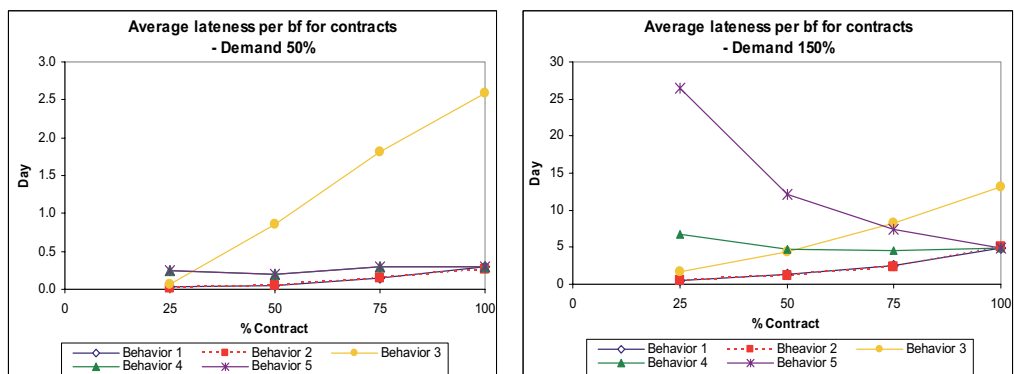 Average lateness per bf for contracts
- Demand 50%
3.0
2.5
2.0
1.5
1.0
0.5
0.0
Day
0 25 50 75 100
% Contract
Behavior 1 Behavior 2 Behavior 3
Behavior 4 Behavior 5
Average lateness per bf for contracts
- Demand 150%
30
25
20
15
10
5
0
Day
0 25 50 75 100
% Contract
Behavior 1 Bheavior 2 Behavior 3
Behavior 4 Behavior 5